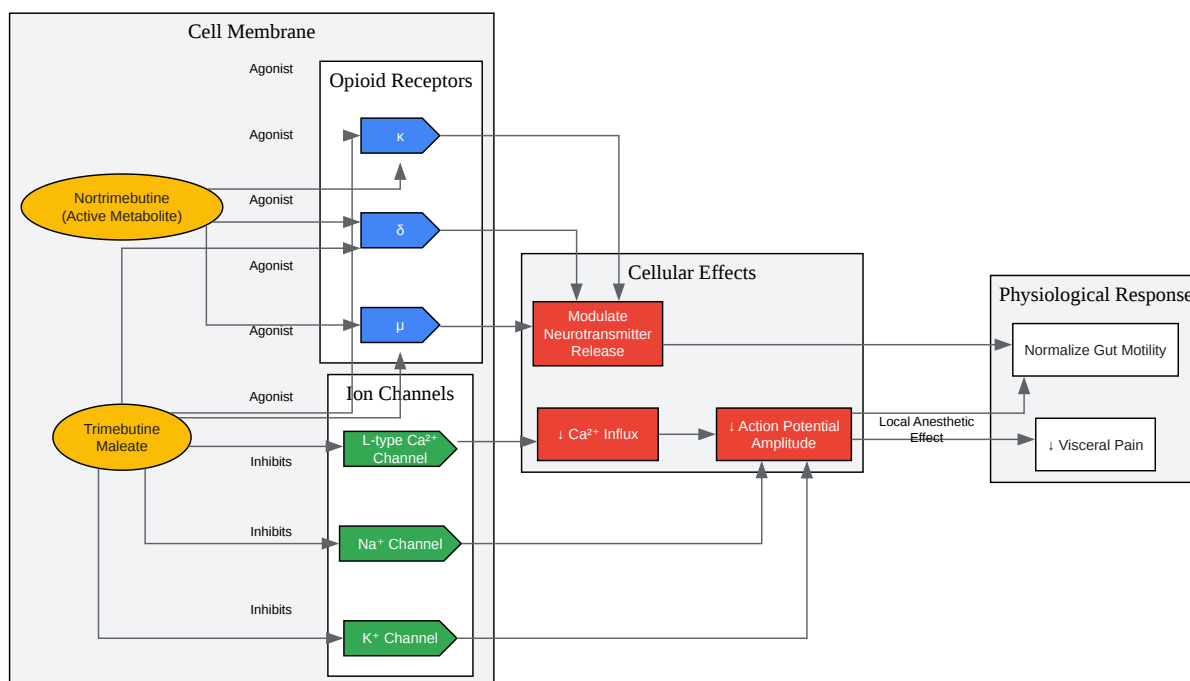 Cell Membrane
Agonist
Opioid Receptors
Agonist
κ
Nortrimebutine
(Active Metabolite)
Agonist
δ
Agonist
Agonist
μ
Agonist
Ion Channels
Trimebutine
Maleate
L-type Ca²⁺
Channel
Inhibits
Inhibits
Na⁺ Channel
Inhibits
K⁺ Channel
Cellular Effects
Modulate
Neurotransmitter
Release
↓ Ca²⁺ Influx
↓ Action Potential
Amplitude
Local Anesthetic
Effect
Physiological Response
Normalize Gut Motility
↓ Visceral Pain